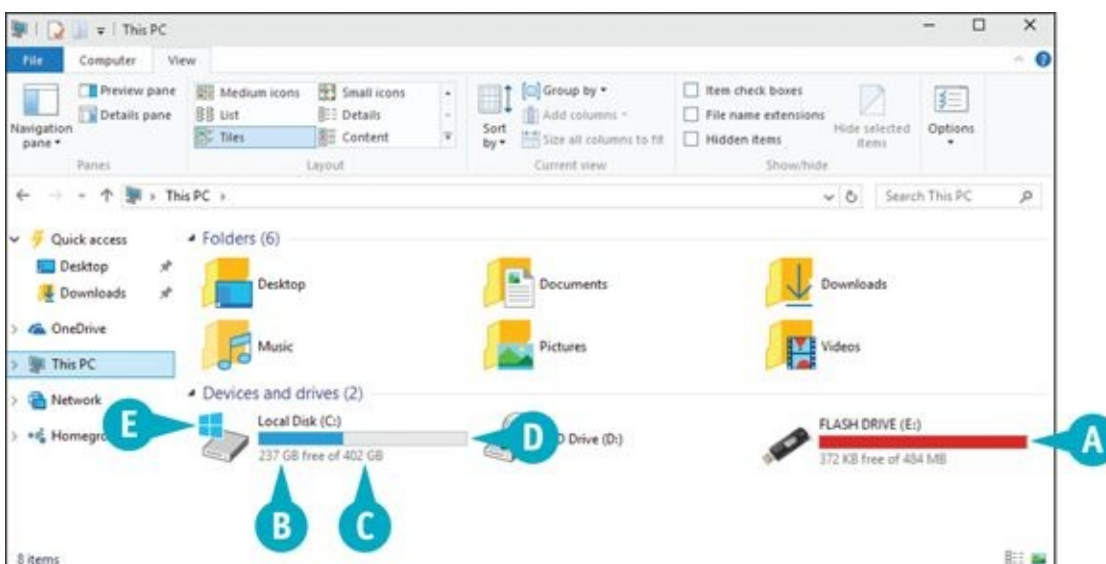 This PC
File Computer View
Preview pane Medium icons Small icons Group by Item check boxes
Details pane List Details Add columns File name extensions
Navigation pane Tiles Content Sort by Size all columns to fit Hidden items Hide selected items Options
Panes Layout Current view Show/hide
This PC Search This PC
Quick access Folders (6)
Desktop Desktop Documents Downloads
Downloads
OneDrive Music Pictures Videos
This PC
Network Devices and drives (2)
E Local Disk (C:) D Drive (D:) FLASH DRIVE (E:) A
237 GB free of 402 GB 372 KB free of 484 MB
B C
8 items